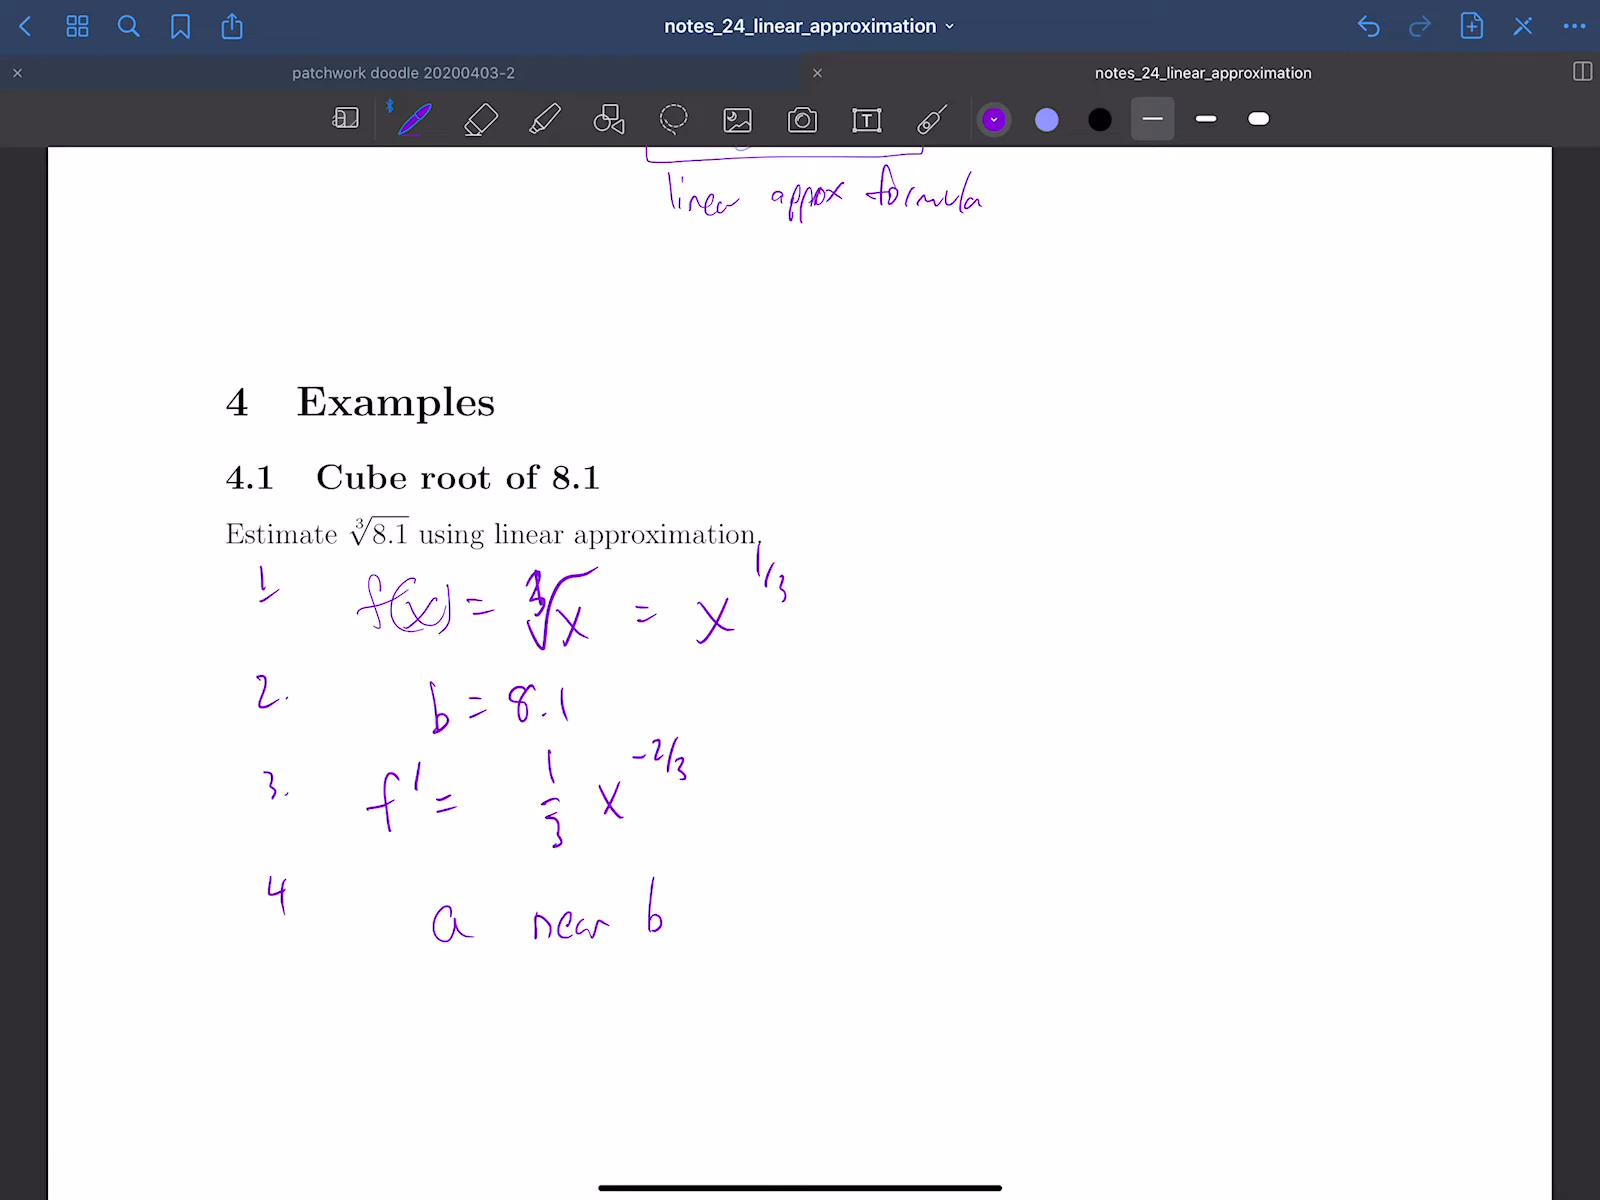 notes_24_linear_approximation
patchwork doodle 20200403-2
notes_24_linear_approximation
linear approx formula
4 Examples
4.1 Cube root of 8.1
Estimate ∛8.1 using linear approximation.
1 f(x) = ∛x = x^1/3
2. b = 8.1
3. f' = 1/3 x^-2/3
4 a near b